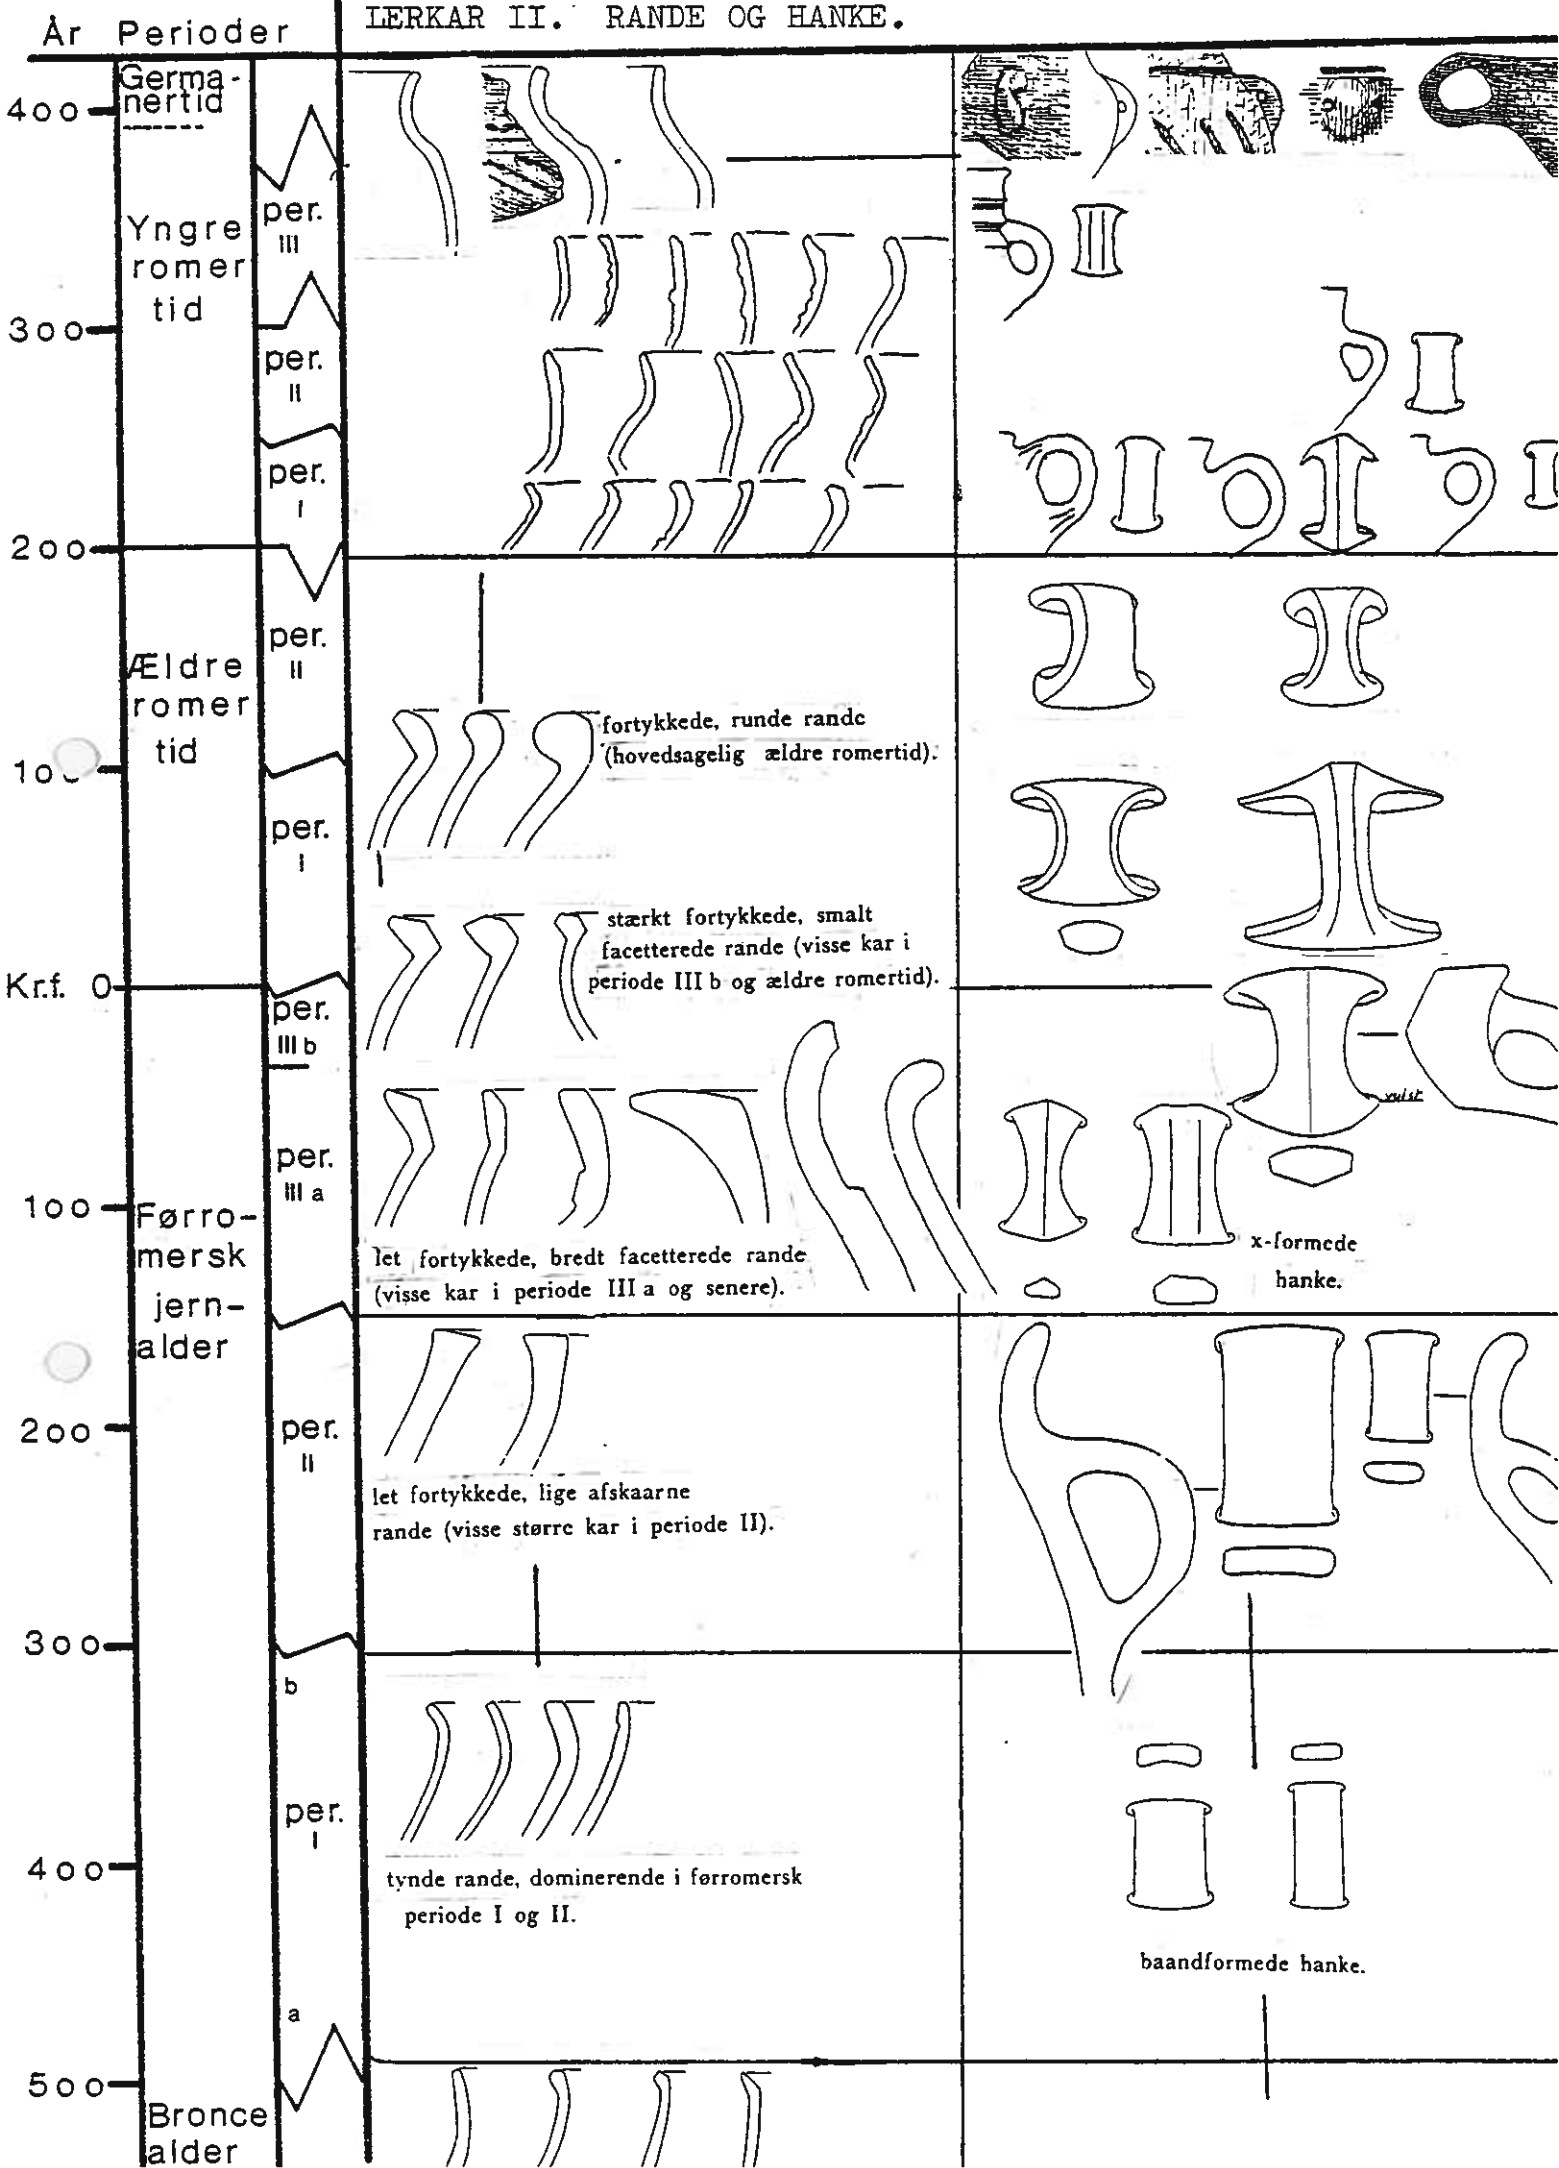 LERKAR II. RANDE OG HANKE.
År Perioder
Germa-
nertid
400
per.
III
Yngre
romer
tid
300
per.
II
per.
I
200
per.
II
Ældre
romer
tid
fortykkede, runde rande
(hovedsagelig ældre romertid).
100
per.
I
stærkt fortykkede, smalt
facetterede rande (visse kar i
periode III b og ældre romertid).
Kr.f. 0
per.
III b
vulst
per.
III a
100
Førro-
mersk
jern-
alder
let fortykkede, bredt facetterede rande
(visse kar i periode III a og senere).
x-formede
hanke.
200
per.
II
let fortykkede, lige afskaarne
rande (visse større kar i periode II).
300
b
per.
I
400
tynde rande, dominerende i førromersk
periode I og II.
baandformede hanke.
a
500
Bronce
alder